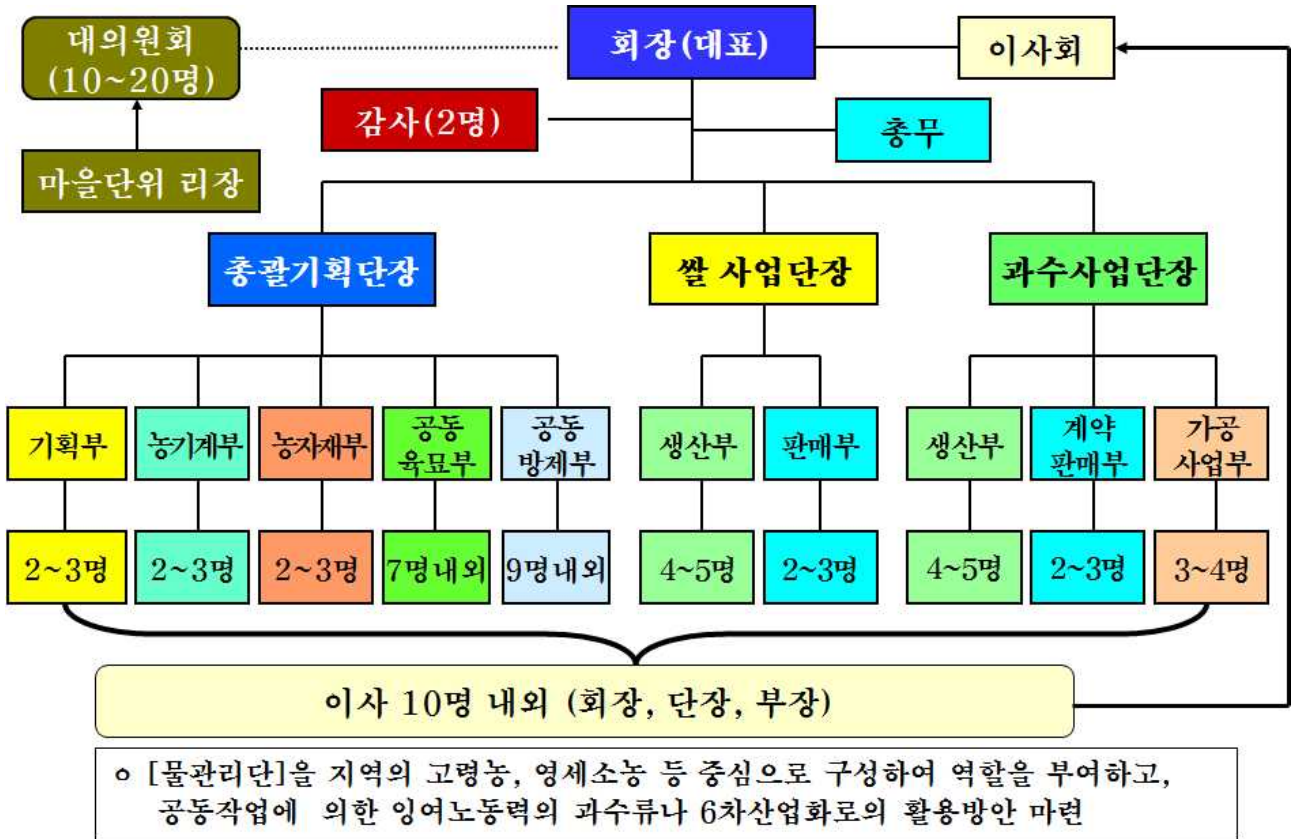 대의원회
(10~20명)
회장(대표)
이사회
감사(2명)
총무
마을단위 리장
총괄기획단장
쌀 사업단장
과수사업단장
기획부
농기계부
농자재부
공동
육묘부
공동
방제부
생산부
판매부
생산부
계약
판매부
가공
사업부
2~3명
2~3명
2~3명
7명내외
9명내외
4~5명
2~3명
4~5명
2~3명
3~4명
이사 10명 내외 (회장, 단장, 부장)
ㅇ [물관리단]을 지역의 고령농, 영세소농 등 중심으로 구성하여 역할을 부여하고,
공동작업에 의한 잉여노동력의 과수류나 6차산업화로의 활용방안 마련